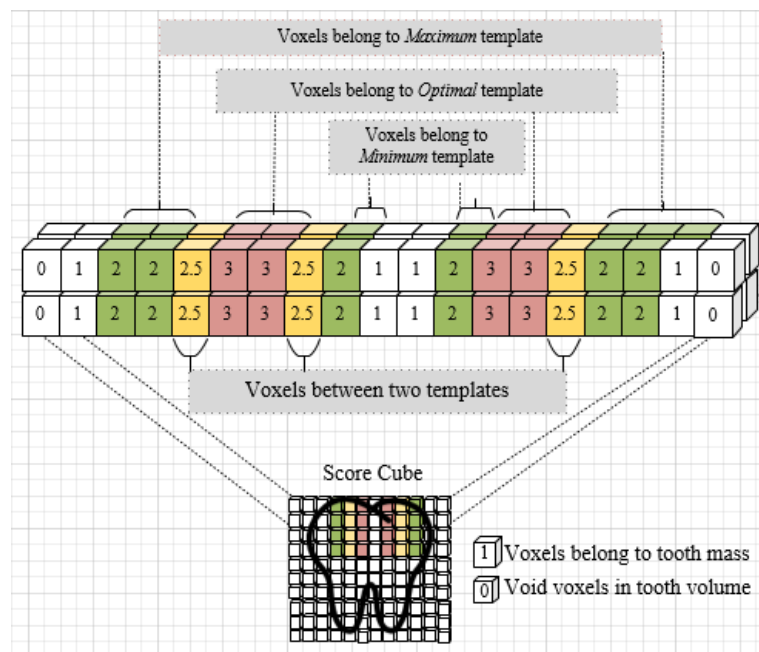 Voxels belong to Maximum template
Voxels belong to Optimal template
Voxels belong to
Minimum template
0 1 2 2 2.5 3 3 2.5 2 1 1 2 3 3 2.5 2 2 1 0
0 1 2 2 2.5 3 3 2.5 2 1 1 2 3 3 2.5 2 2 1 0
Voxels between two templates
Score Cube
1 Voxels belong to tooth mass
0 Void voxels in tooth volume